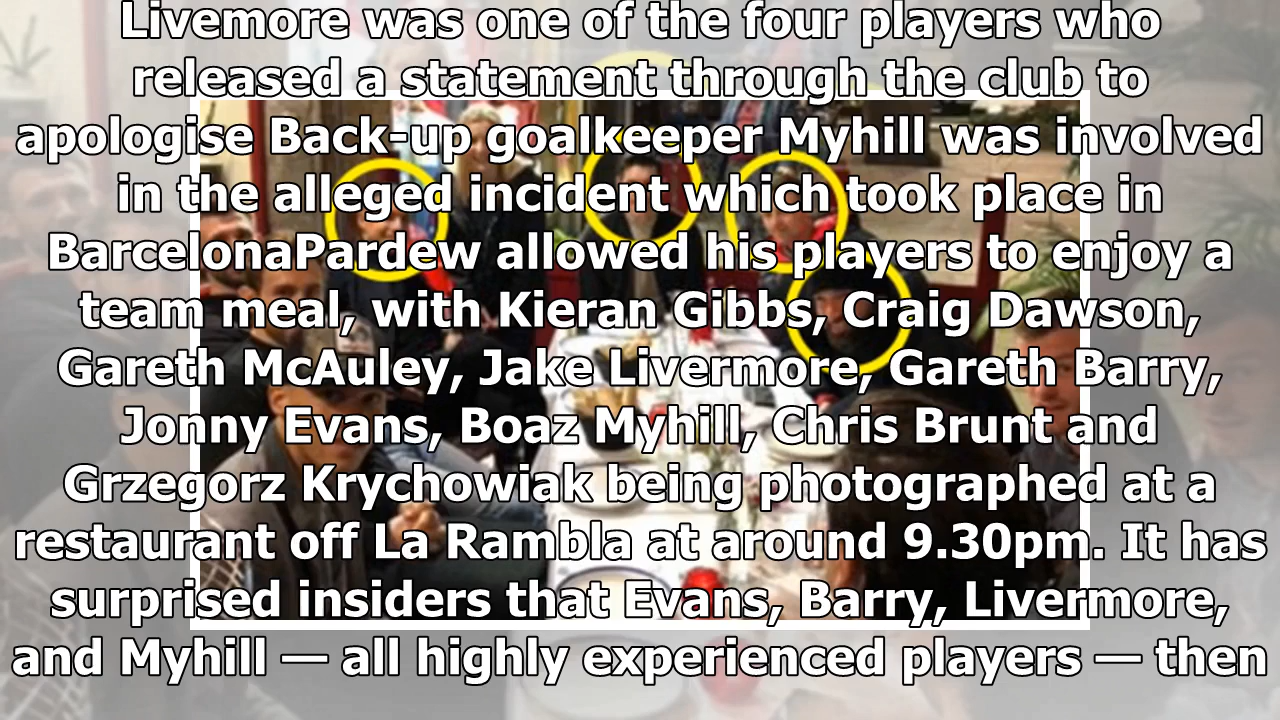 Livemore was one of the four players who
released a statement through the club to
apologise Back-up goalkeeper Myhill was involved
in the alleged incident which took place in
BarcelonaPardew allowed his players to enjoy a
team meal, with Kieran Gibbs, Craig Dawson,
Gareth McAuley, Jake Livermore, Gareth Barry,
Jonny Evans, Boaz Myhill, Chris Brunt and
Grzegorz Krychowiak being photographed at a
restaurant off La Rambla at around 9.30pm. It has
surprised insiders that Evans, Barry, Livermore,
and Myhill — all highly experienced players — then